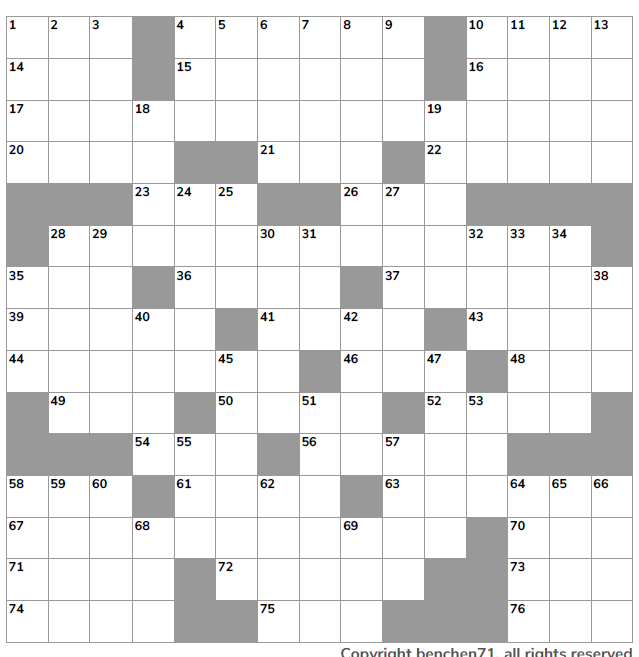 1 2 3 4 5 6 7 8 9 10 11 12 13
14 15 16
17 18 19
20 21 22
23 24 25 26 27
28 29 30 31 32 33 34
35 36 37 38
39 40 41 42 43
44 45 46 47 48
49 50 51 52 53
54 55 56 57
58 59 60 61 62 63 64 65 66
67 68 69 70
71 72 73
74 75 76
Copyright benchen71, all rights reserved